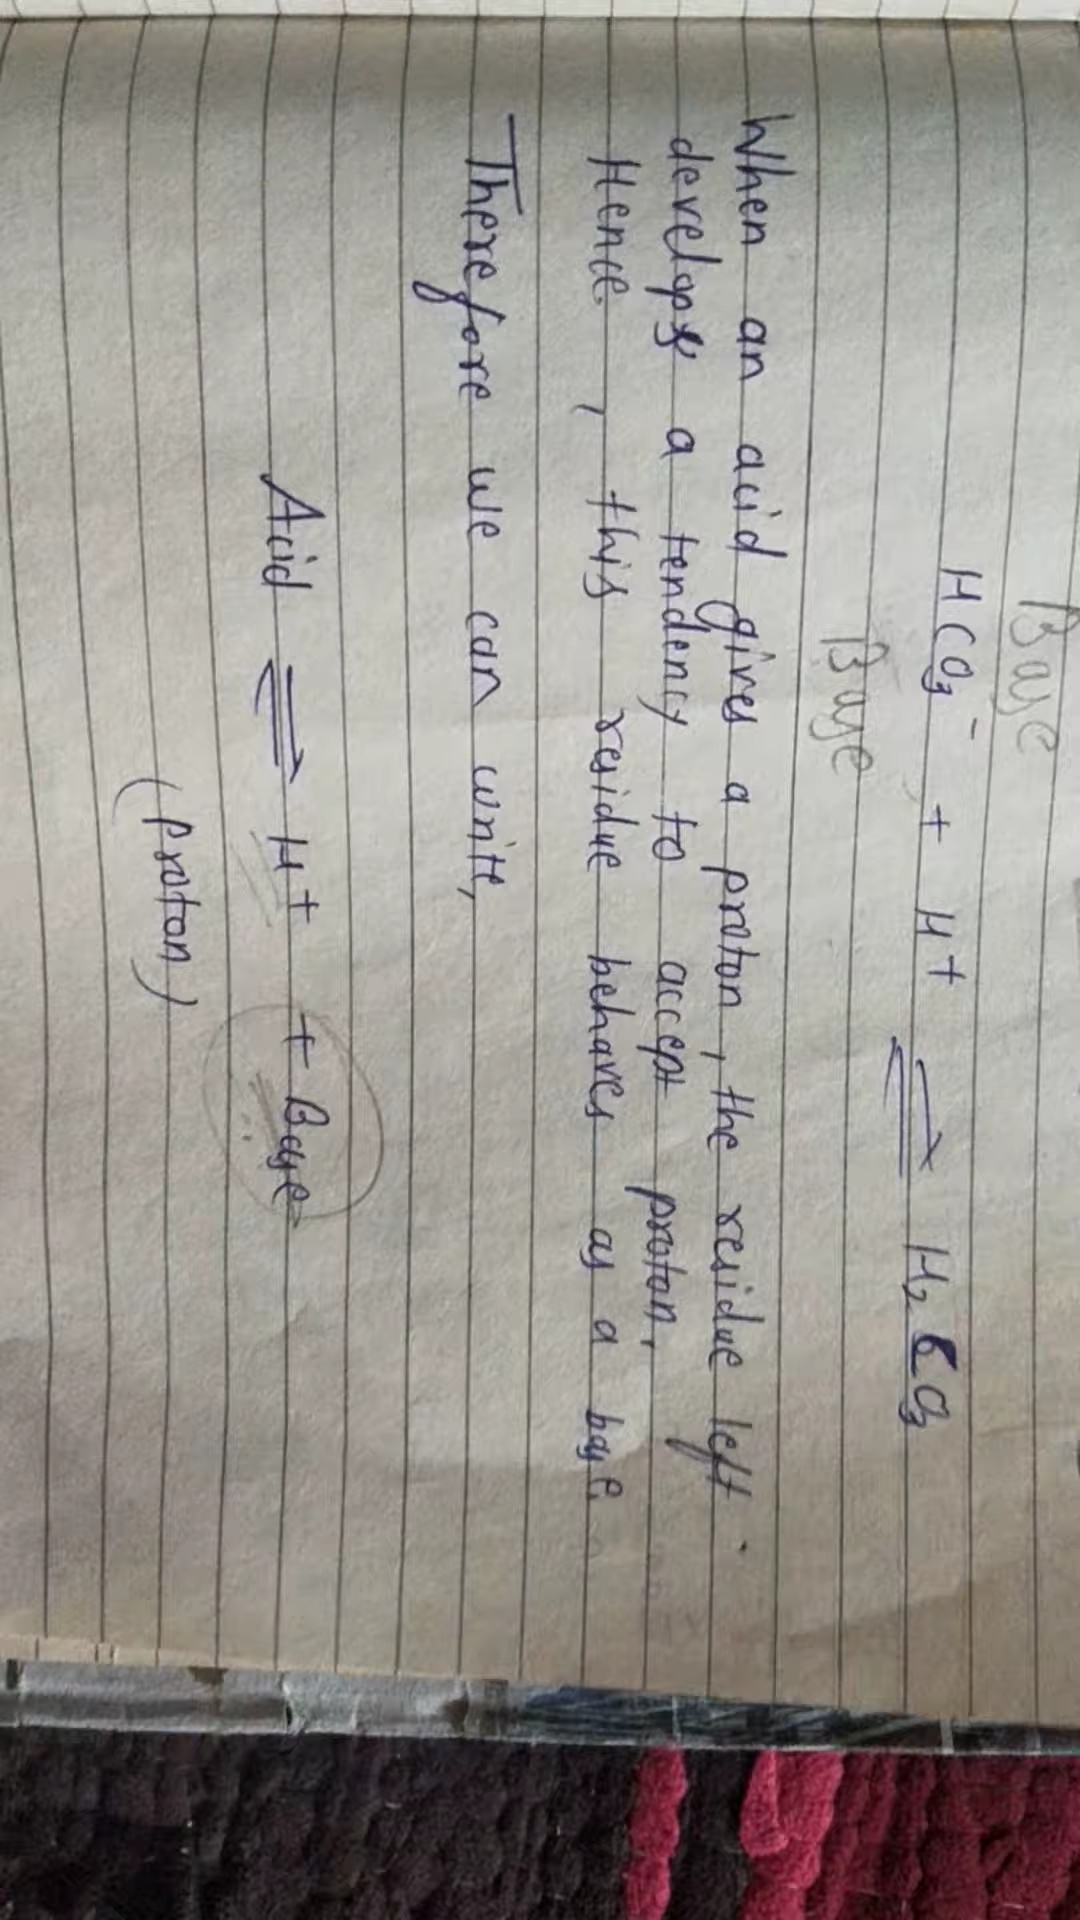 Base
HCO₃⁻ + H⁺ ⇌ H₂CO₃
Base
When an acid gives a proton, the residue left
develops a tendency to accept proton,
Hence, this residue behaves as a base.
Therefore we can write,
Acid ⇌ H⁺ + Base
(proton)